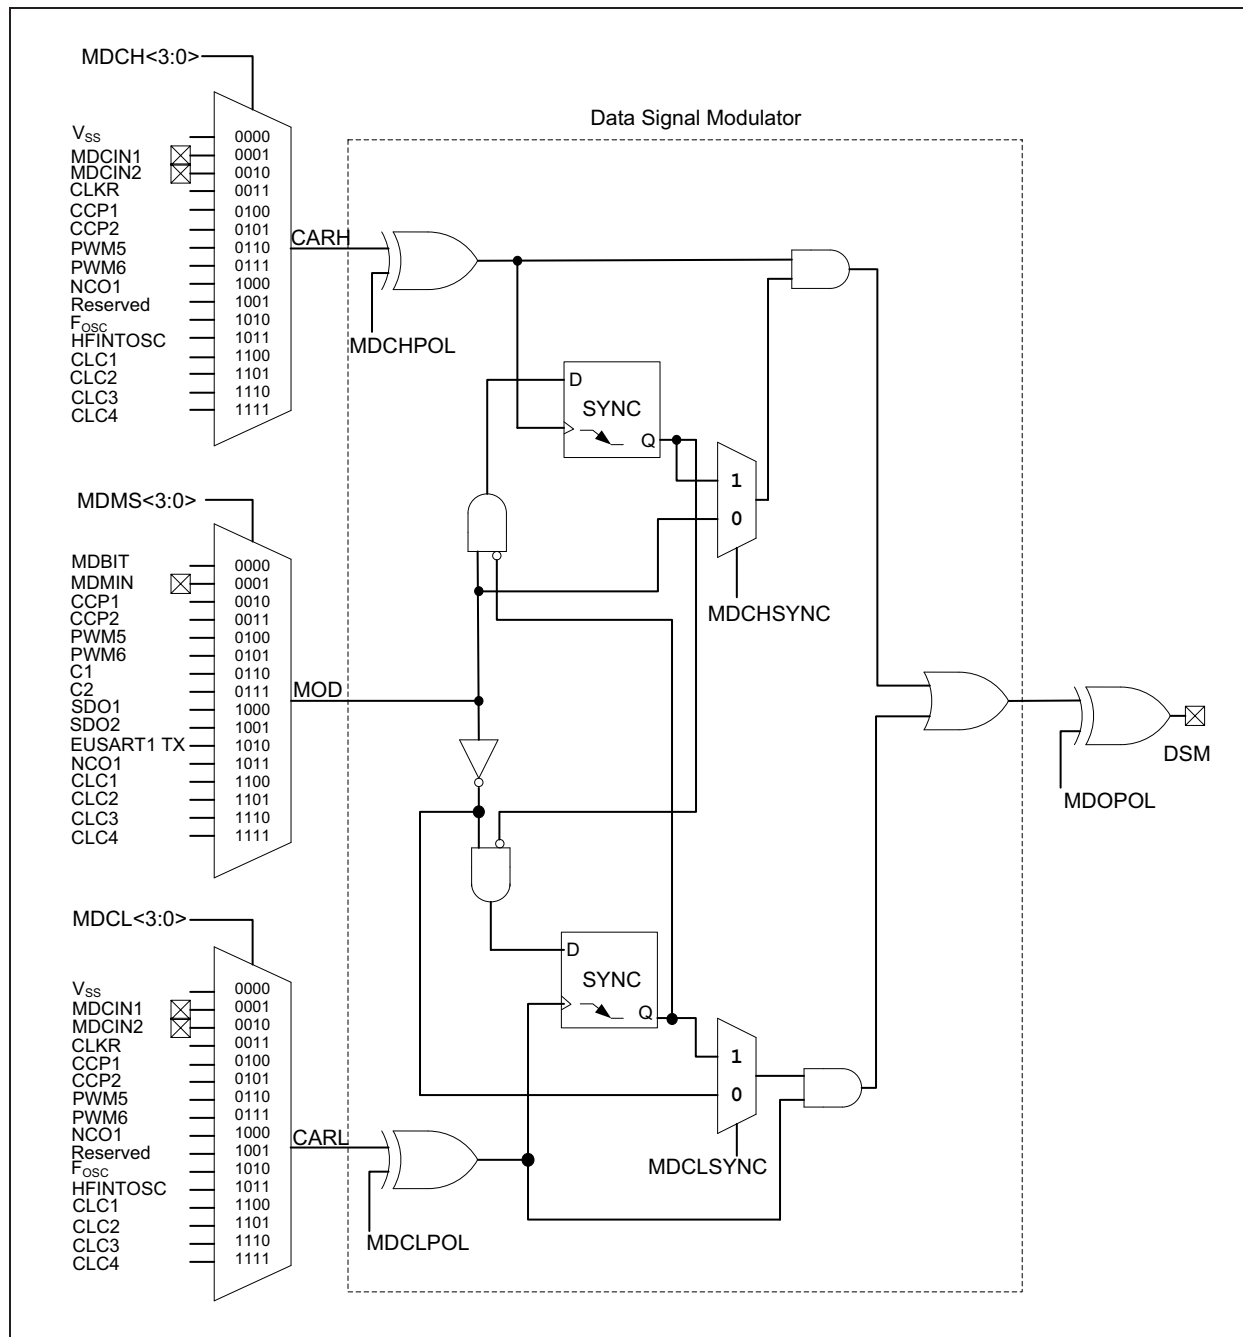 MDCH<3:0>
Data Signal Modulator
VSS 0000
MDCIN1 0001
MDCIN2 0010
CLKR 0011
CCP1 0100
CCP2 0101
PWM5 0110
PWM6 0111
NCO1 1000
Reserved 1001
FOSC 1010
HFINTOSC 1011
CLC1 1100
CLC2 1101
CLC3 1110
CLC4 1111
CARH
MDCHPOL
D
SYNC
Q
1
0
MDCHSYNC
MDMS<3:0>
MDBIT 0000
MDMIN 0001
CCP1 0010
CCP2 0011
PWM5 0100
PWM6 0101
C1 0110
C2 0111
SDO1 1000
SDO2 1001
EUSART1 TX 1010
NCO1 1011
CLC1 1100
CLC2 1101
CLC3 1110
CLC4 1111
MOD
DSM
MDOPOL
MDCL<3:0>
VSS 0000
MDCIN1 0001
MDCIN2 0010
CLKR 0011
CCP1 0100
CCP2 0101
PWM5 0110
PWM6 0111
NCO1 1000
Reserved 1001
FOSC 1010
HFINTOSC 1011
CLC1 1100
CLC2 1101
CLC3 1110
CLC4 1111
CARL
MDCLPOL
D
SYNC
Q
1
0
MDCLSYNC